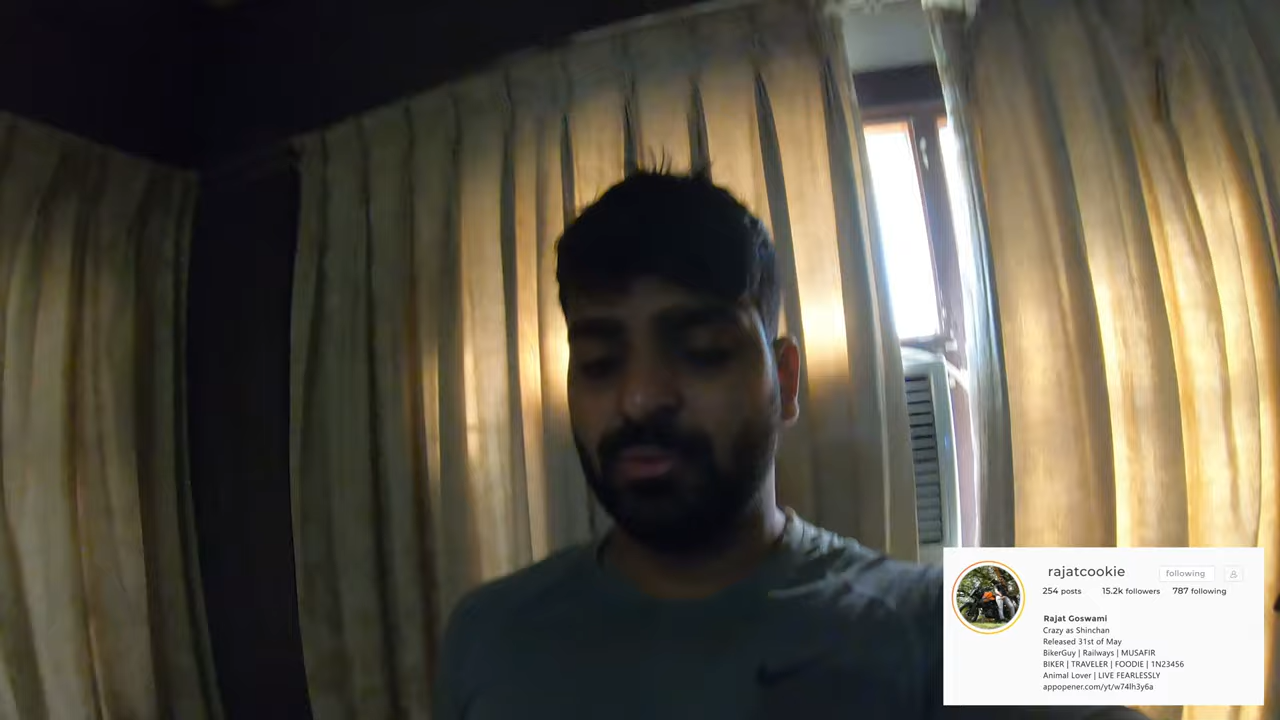 rajatcookie
following
254 posts 15.2k followers 787 following
Rajat Goswami
Crazy as Shinchan
Released 31st of May
BikerGuy | Railways | MUSAFIR
BIKER | TRAVELER | FOODIE | 1N23456
Animal Lover | LIVE FEARLESSLY
appopener.com/yt/w74lh3y6a